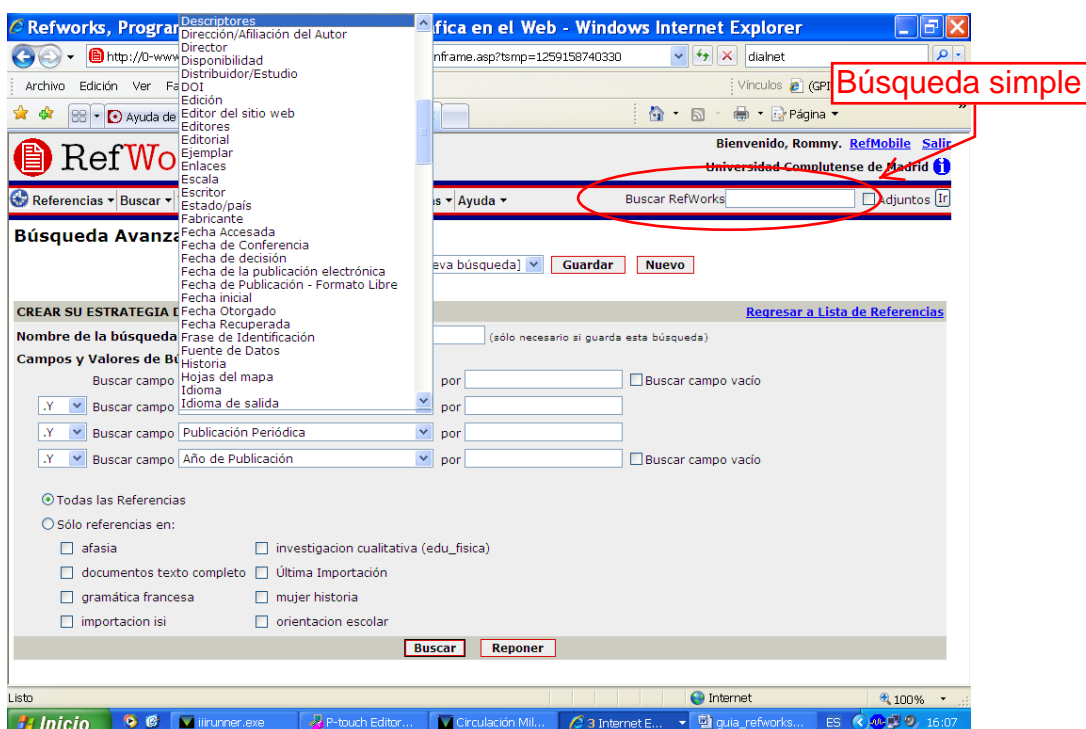 Refworks, Progra
Descriptores
fica en el Web - Windows Internet Explorer
Dirección/Afiliación del Autor
Director
Disponibilidad
Distribuidor/Estudio
DOI
Edición
Editor del sitio web
Editores
Editorial
Ejemplar
Enlaces
Escala
Escritor
Estado/país
Fabricante
Fecha Accesada
Fecha de Conferencia
Fecha de decisión
Fecha de la publicación electrónica
Fecha de Publicación - Formato Libre
Fecha inicial
Fecha Otorgado
Fecha Recuperada
Frase de Identificación
Fuente de Datos
Historia
Hojas del mapa
Idioma
Idioma de salida
http://0-www
nframe.asp?tsmp=1259158740330
dialnet
Archivo Edición Ver Fa
Vínculos (GPI
Búsqueda simple
Ayuda de
Página
»
RefWo
Bienvenido, Rommy. RefMobile Salir
Universidad Complutense de Madrid
Referencias Buscar
s Ayuda
Buscar RefWorks
Adjuntos Ir
Búsqueda Avanza
eva búsqueda] Guardar Nuevo
CREAR SU ESTRATEGIA D
Regresar a Lista de Referencias
Nombre de la búsqueda
(sólo necesario si guarda esta búsqueda)
Campos y Valores de Bú
Buscar campo por Buscar campo vacío
.Y Buscar campo por
.Y Buscar campo Publicación Periódica por
.Y Buscar campo Año de Publicación por Buscar campo vacío
Todas las Referencias
Sólo referencias en:
afasia investigacion cualitativa (edu_fisica)
documentos texto completo Última Importación
gramática francesa mujer historia
importacion isi orientacion escolar
Buscar Reponer
Listo Internet 100%
Inicio iiirunner.exe P-touch Editor... Circulación Mil... 3 Internet E... guia_refworks... ES 16:07